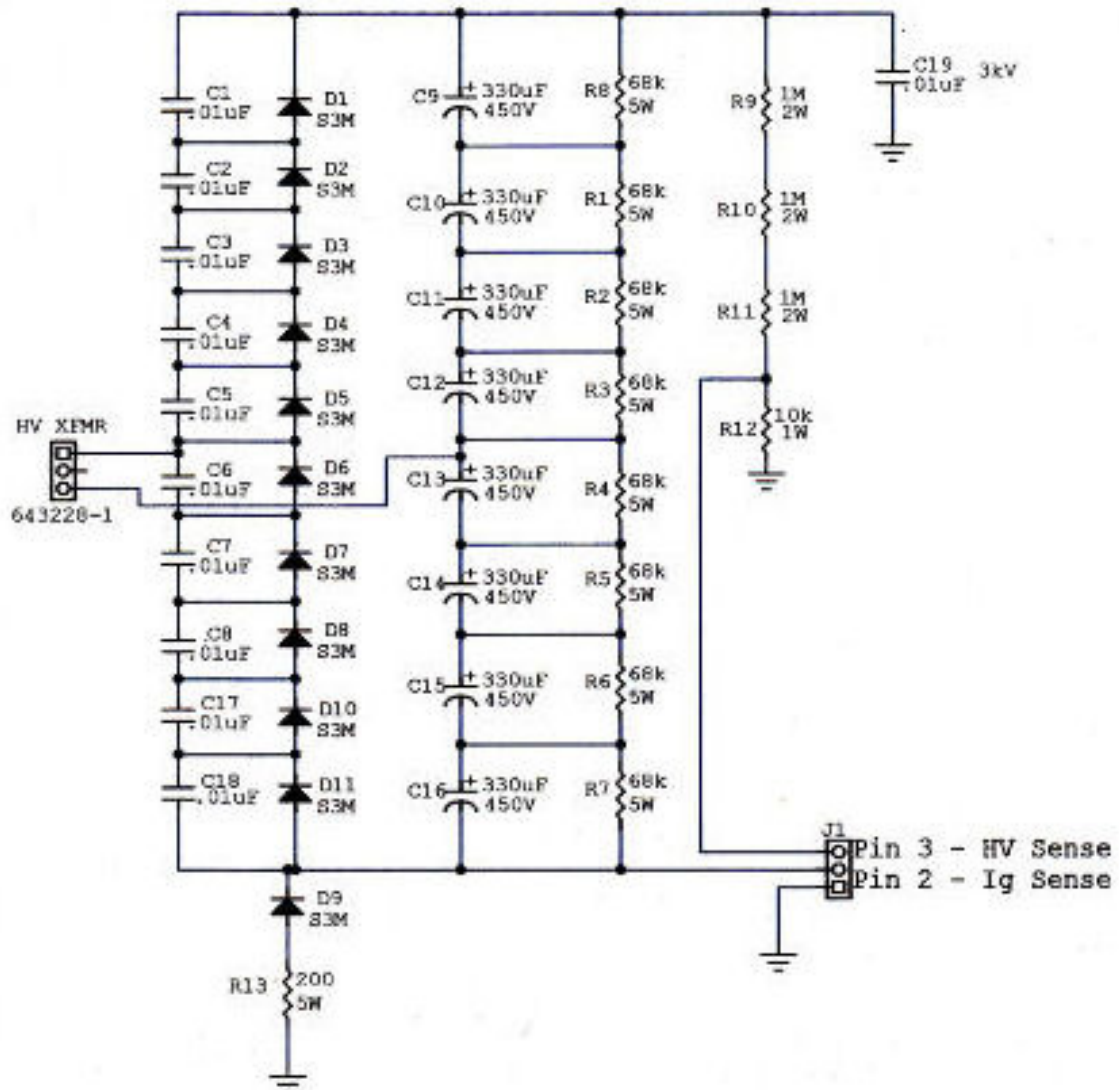 C1
.01uF
D1
S3M
C2
.01uF
D2
S3M
C3
.01uF
D3
S3M
C4
.01uF
D4
S3M
C5
.01uF
D5
S3M
HV XFMR
643228-1
C6
.01uF
D6
S3M
C7
.01uF
D7
S3M
C8
.01uF
D8
S3M
C17
.01uF
D10
S3M
C18
.01uF
D11
S3M
D9
S3M
R13
200
5W
C9
+
330uF
450V
C10
+
330uF
450V
C11
+
330uF
450V
C12
+
330uF
450V
C13
+
330uF
450V
C14
+
330uF
450V
C15
+
330uF
450V
C16
+
330uF
450V
R8
68k
5W
R1
68k
5W
R2
68k
5W
R3
68k
5W
R4
68k
5W
R5
68k
5W
R6
68k
5W
R7
68k
5W
R9
1M
2W
R10
1M
2W
R11
1M
2W
R12
10k
1W
C19 3kV
.01uF
J1
Pin 3 - HV Sense
Pin 2 - Ig Sense